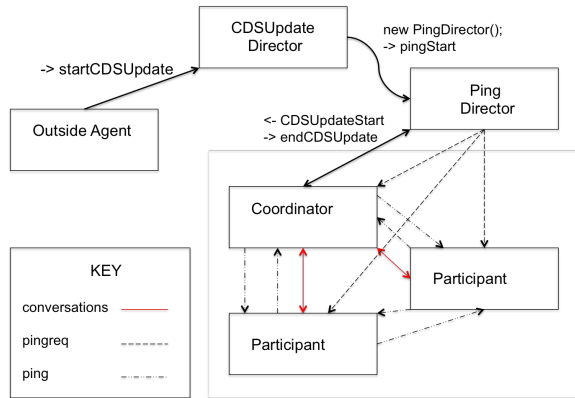 CDSUpdate
Director
new PingDirector();
-> pingStart
-> startCDSUpdate
Ping
Director
Outside Agent
<- CDSUpdateStart
-> endCDSUpdate
Coordinator
Participant
Participant
KEY
conversations
pingreq
ping